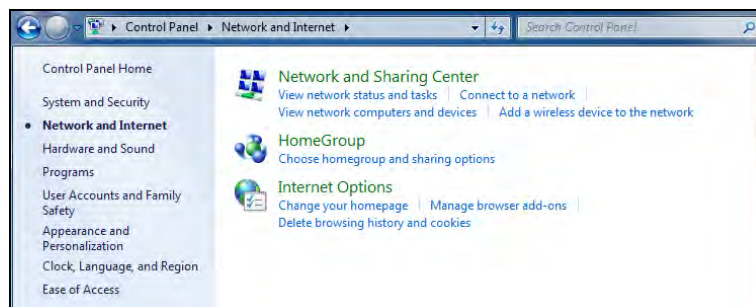 Control Panel Network and Internet Search Control Panel
Control Panel Home
System and Security
Network and Internet
Hardware and Sound
Programs
User Accounts and Family
Safety
Appearance and
Personalization
Clock, Language, and Region
Ease of Access
Network and Sharing Center
View network status and tasks Connect to a network
View network computers and devices Add a wireless device to the network
HomeGroup
Choose homegroup and sharing options
Internet Options
Change your homepage Manage browser add-ons
Delete browsing history and cookies